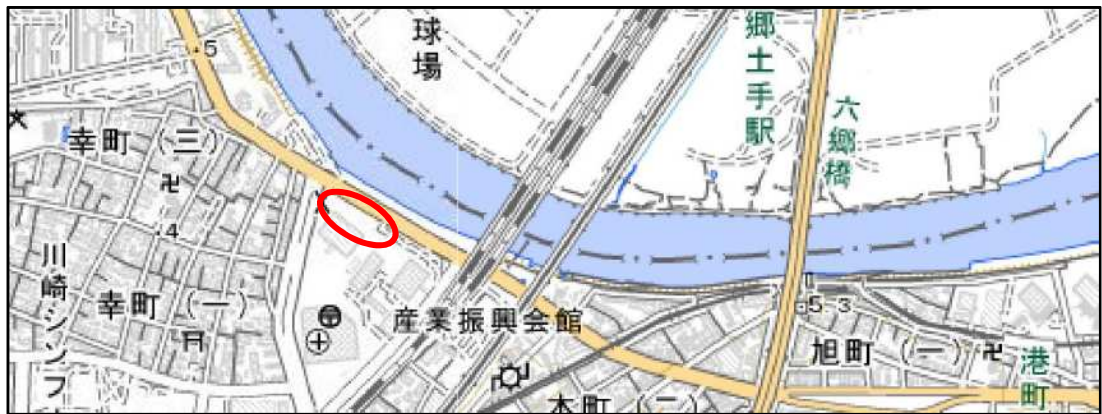 球場
郷土手駅
六郷橋
.5
幸町(三)
.4
川崎シンフ
幸町(一)
産業振興会館
5.3
旭町(一)
港町
本町(二)